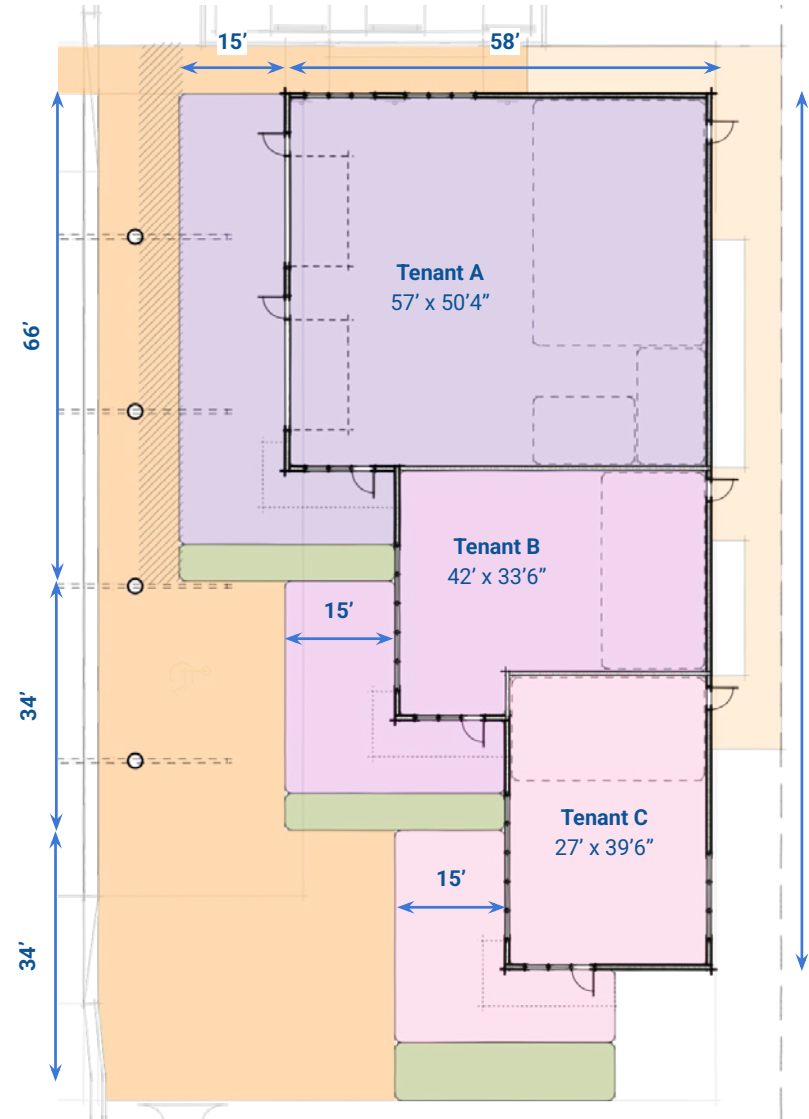 15’
58’
66’
Tenant A
57’ x 50’4”
Tenant B
42’ x 33’6”
15’
34’
Tenant C
27’ x 39’6”
15’
34’